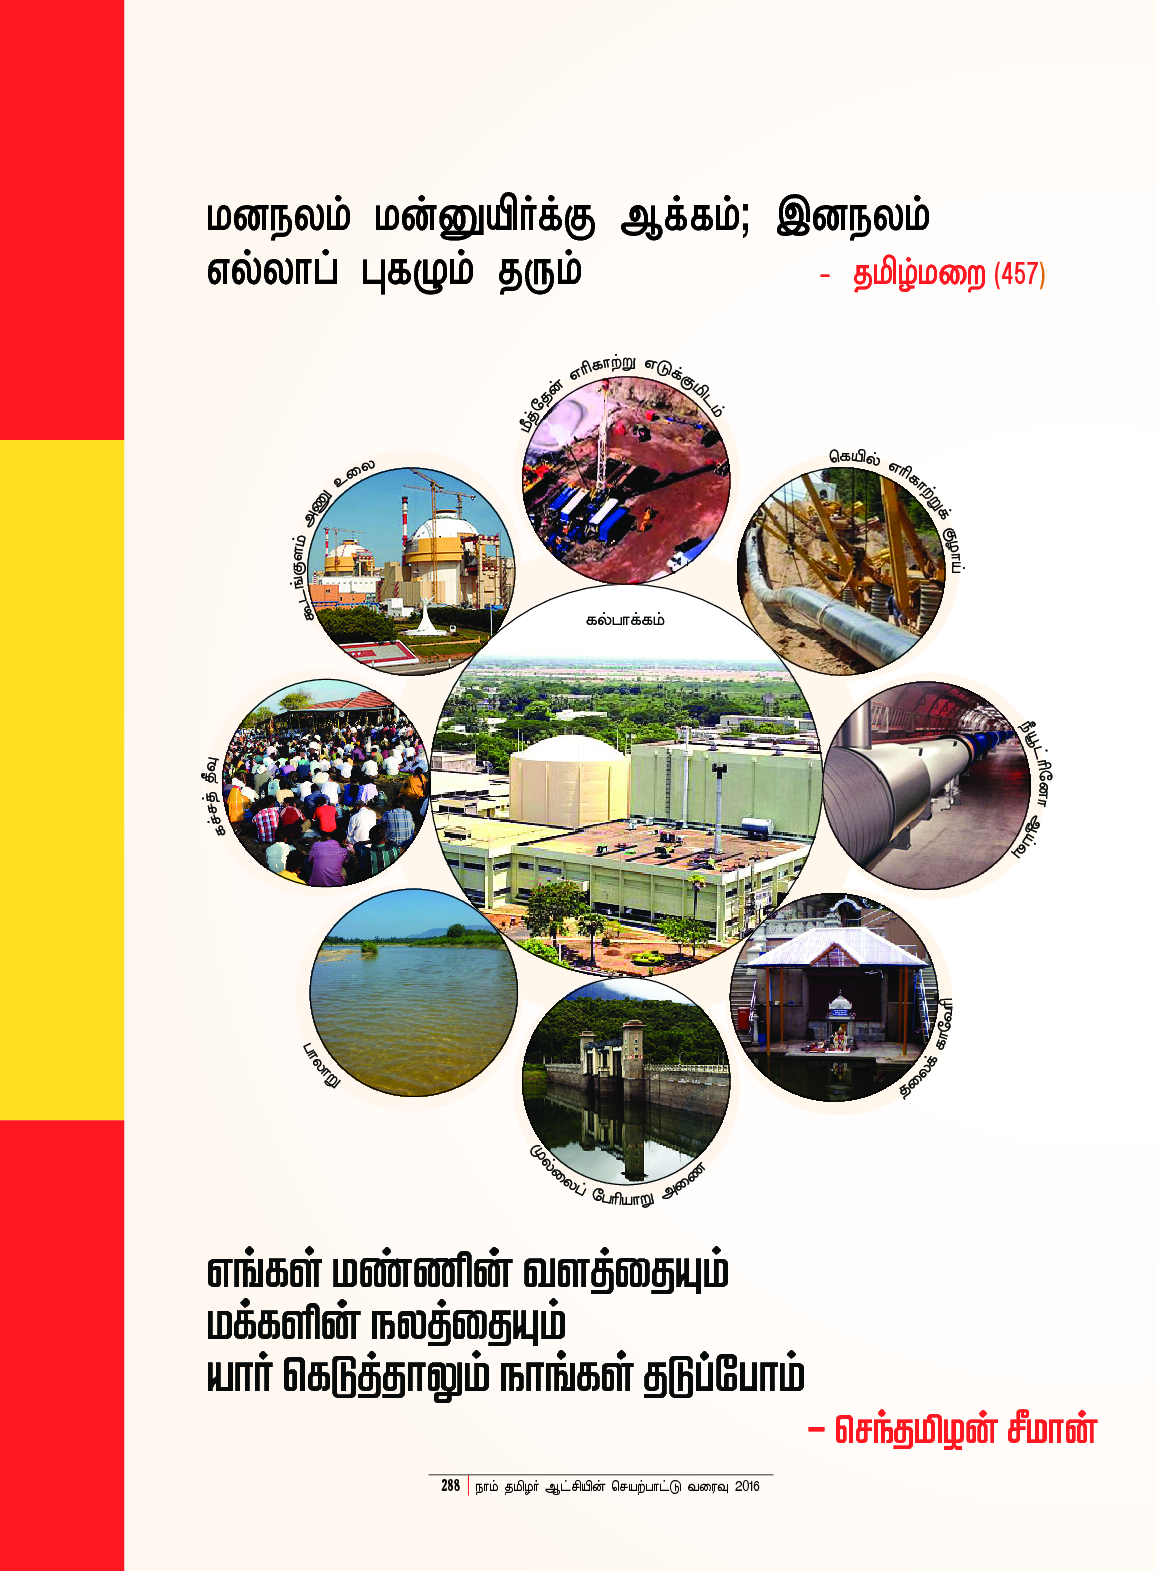 மனநலம் மன்னுயிர்க்கு ஆக்கம்; இனநலம்
எல்லாப் புகழும் தரும்
- தமிழ்மறை (457)
மீத்தேன் எரிகாற்று எடுக்குமிடம்
கெயில் எரிகாற்றுக் குழாய்
கூடங்குளம் அணு உலை
கல்பாக்கம்
நீயூட்ரினோ ஆய்வு
கச்சத் தீவு
தலைக் காவேரி
பாலாறு
முல்லைப் பேரியாறு அணை
எங்கள் மண்ணின் வளத்தையும்
மக்களின் நலத்தையும்
யார் கெடுத்தாலும் நாங்கள் தடுப்போம்
– செந்தமிழன் சீமான்
288 | நாம் தமிழர் ஆட்சியின் செயற்பாட்டு வரைவு 2016